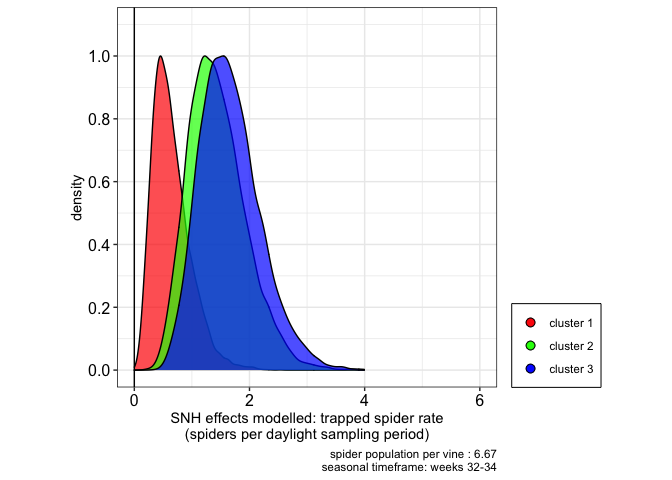 density
1.0
0.8
0.6
0.4
0.2
0.0
0 2 4 6
SNH effects modelled: trapped spider rate
(spiders per daylight sampling period)
cluster 1
cluster 2
cluster 3
spider population per vine : 6.67
seasonal timeframe: weeks 32-34